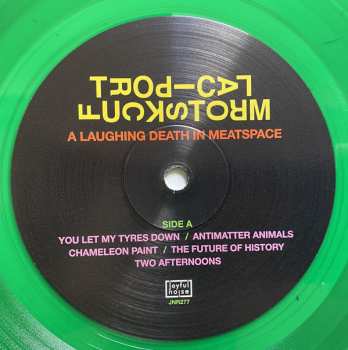 TROPICAL
FUCKSTORM
A LAUGHING DEATH IN MEATSPACE
SIDE A
YOU LET MY TYRES DOWN / ANTIMATTER ANIMALS
CHAMELEON PAINT / THE FUTURE OF HISTORY
TWO AFTERNOONS
joyful
noise
JNR277